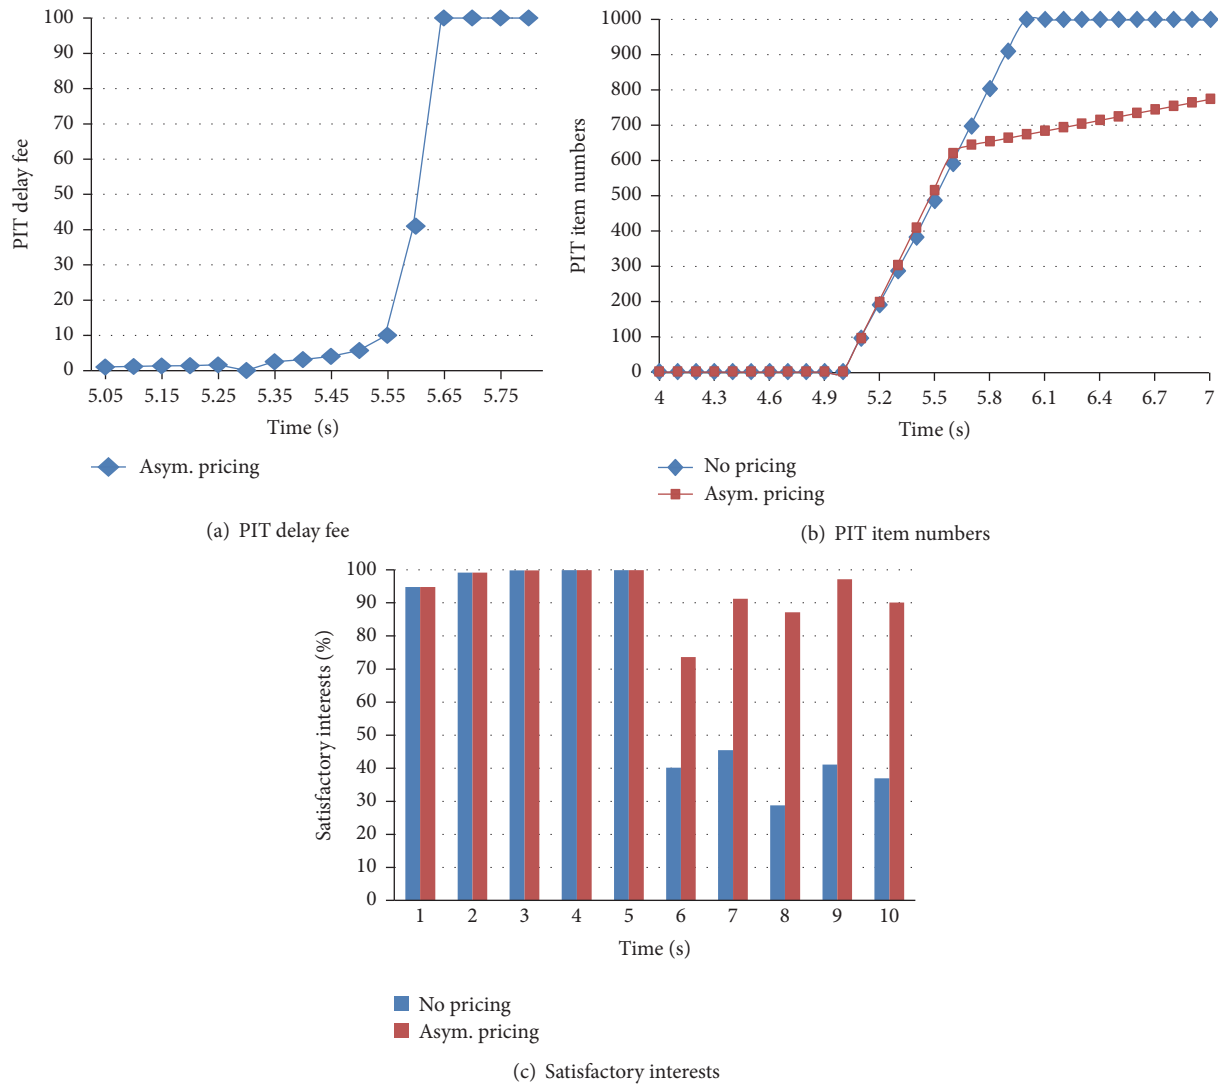 100
90
80
70
60
50
40
30
20
10
0
PIT delay fee
5.05 5.15 5.25 5.35 5.45 5.55 5.65 5.75
Time (s)
Asym. pricing
(a) PIT delay fee
1000
900
800
700
600
500
400
300
200
100
0
PIT item numbers
4 4.3 4.6 4.9 5.2 5.5 5.8 6.1 6.4 6.7 7
Time (s)
No pricing
Asym. pricing
(b) PIT item numbers
100
90
80
70
60
50
40
30
20
10
0
Satisfactory interests (%)
1 2 3 4 5 6 7 8 9 10
Time (s)
No pricing
Asym. pricing
(c) Satisfactory interests